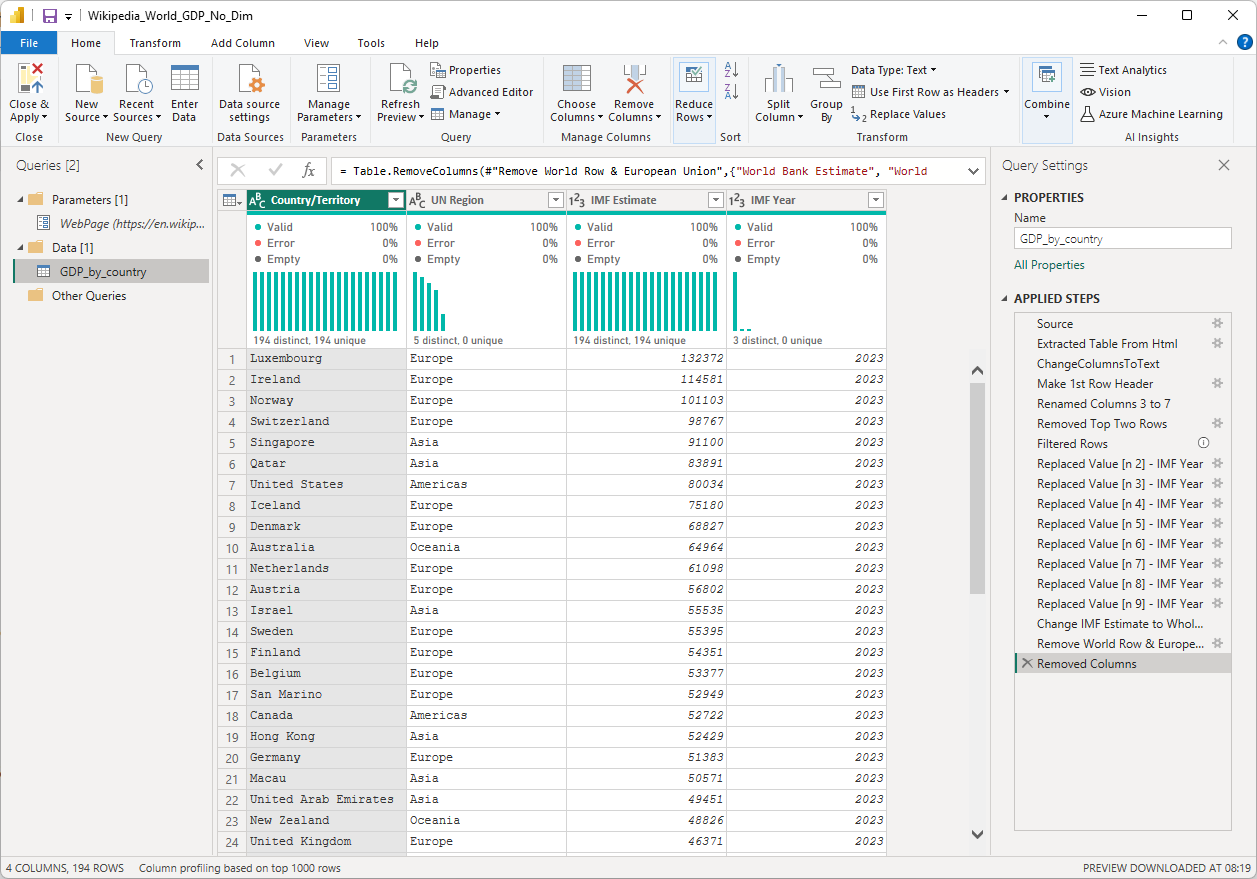 Wikipedia_World_GDP_No_Dim
File Home Transform Add Column View Tools Help
Close & Apply
New Source
Recent Sources
Enter Data
Data source settings
Manage Parameters
Refresh Preview
Properties
Advanced Editor
Manage
Choose Columns
Remove Columns
Reduce Rows
Split Column
Group By
Data Type: Text
Use First Row as Headers
Replace Values
Combine
Text Analytics
Vision
Azure Machine Learning
Close New Query Data Sources Parameters Query Manage Columns Sort Transform AI Insights
Queries [2]
Parameters [1]
WebPage (https://en.wikip...
Data [1]
GDP_by_country
Other Queries
fx = Table.RemoveColumns(#"Remove World Row & European Union",{"World Bank Estimate", "World
ABC Country/Territory ABC UN Region 123 IMF Estimate 123 IMF Year
Valid 100% Valid 100% Valid 100% Valid 100%
Error 0% Error 0% Error 0% Error 0%
Empty 0% Empty 0% Empty 0% Empty 0%
194 distinct, 194 unique 5 distinct, 0 unique 194 distinct, 194 unique 3 distinct, 0 unique
1 Luxembourg Europe 132372 2023
2 Ireland Europe 114581 2023
3 Norway Europe 101103 2023
4 Switzerland Europe 98767 2023
5 Singapore Asia 91100 2023
6 Qatar Asia 83891 2023
7 United States Americas 80034 2023
8 Iceland Europe 75180 2023
9 Denmark Europe 68827 2023
10 Australia Oceania 64964 2023
11 Netherlands Europe 61098 2023
12 Austria Europe 56802 2023
13 Israel Asia 55535 2023
14 Sweden Europe 55395 2023
15 Finland Europe 54351 2023
16 Belgium Europe 53377 2023
17 San Marino Europe 52949 2023
18 Canada Americas 52722 2023
19 Hong Kong Asia 52429 2023
20 Germany Europe 51383 2023
21 Macau Asia 50571 2023
22 United Arab Emirates Asia 49451 2023
23 New Zealand Oceania 48826 2023
24 United Kingdom Europe 46371 2023
Query Settings
PROPERTIES
Name
GDP_by_country
All Properties
APPLIED STEPS
Source
Extracted Table From Html
ChangeColumnsToText
Make 1st Row Header
Renamed Columns 3 to 7
Removed Top Two Rows
Filtered Rows
Replaced Value [n 2] - IMF Year
Replaced Value [n 3] - IMF Year
Replaced Value [n 4] - IMF Year
Replaced Value [n 5] - IMF Year
Replaced Value [n 6] - IMF Year
Replaced Value [n 7] - IMF Year
Replaced Value [n 8] - IMF Year
Replaced Value [n 9] - IMF Year
Change IMF Estimate to Whol...
Remove World Row & Europe...
Removed Columns
4 COLUMNS, 194 ROWS Column profiling based on top 1000 rows PREVIEW DOWNLOADED AT 08:19